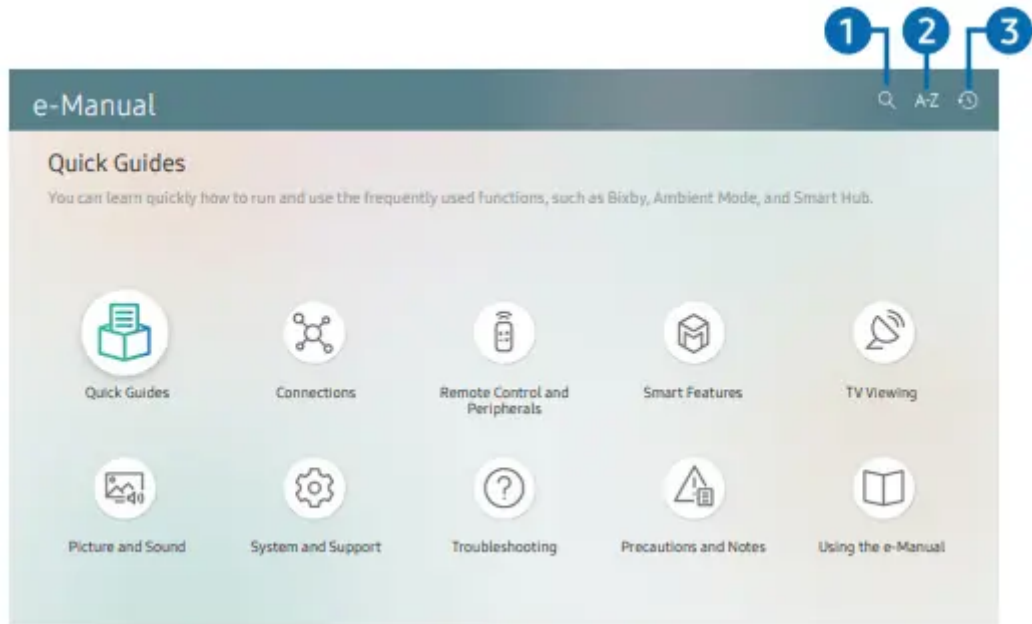 1 2 3
e-Manual A-Z
Quick Guides
You can learn quickly how to run and use the frequently used functions, such as Bixby, Ambient Mode, and Smart Hub.
Quick Guides
Connections
Remote Control and
Peripherals
Smart Features
TV Viewing
Picture and Sound
System and Support
Troubleshooting
Precautions and Notes
Using the e-Manual